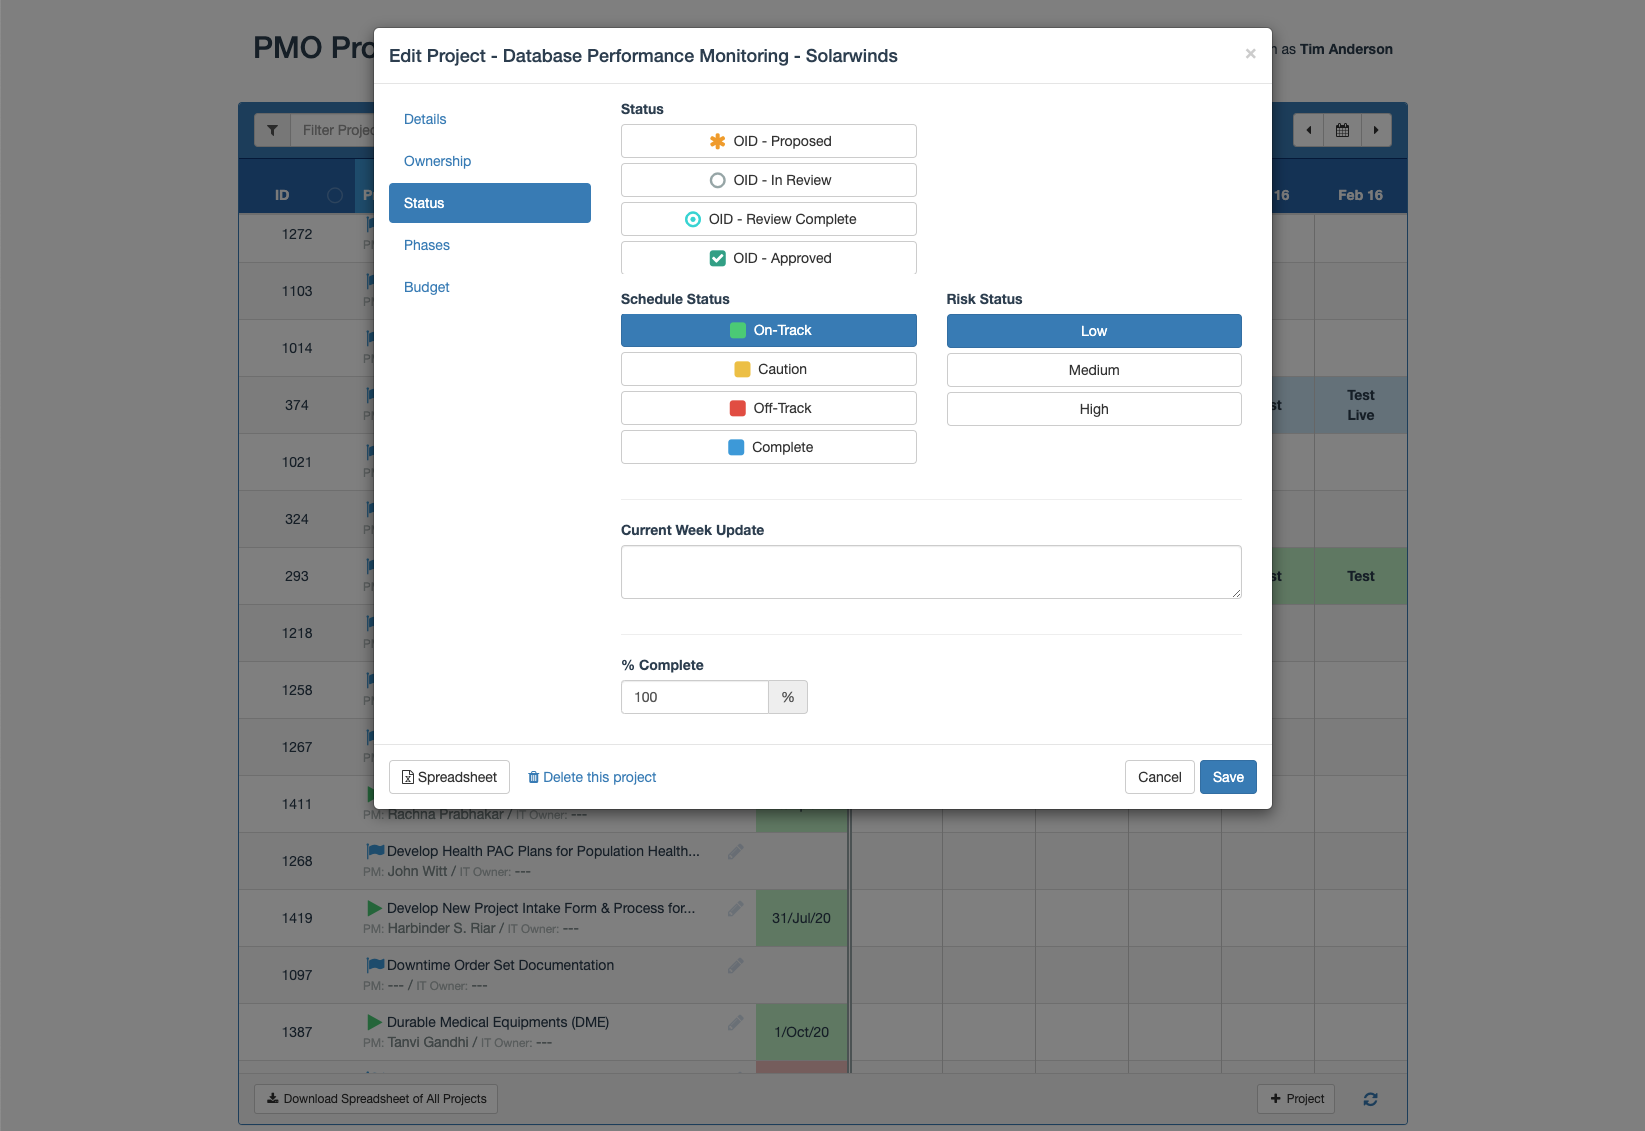 PMO Pro
Edit Project - Database Performance Monitoring - Solarwinds
×
as Tim Anderson
Filter Projec
Details
Ownership
Status
Phases
Budget
Status
OID - Proposed
OID - In Review
OID - Review Complete
OID - Approved
Schedule Status
On-Track
Caution
Off-Track
Complete
Risk Status
Low
Medium
High
Current Week Update
% Complete
100 %
Spreadsheet
Delete this project
Cancel
Save
ID
16
Feb 16
1272
1103
1014
374
Test
Live
1021
324
293
Test
1218
1258
1267
1411
PM: Rachna Prabhakar / IT Owner: ---
1268
Develop Health PAC Plans for Population Health...
PM: John Witt / IT Owner: ---
1419
Develop New Project Intake Form & Process for...
PM: Harbinder S. Riar / IT Owner: ---
31/Jul/20
1097
Downtime Order Set Documentation
PM: --- / IT Owner: ---
1387
Durable Medical Equipments (DME)
PM: Tanvi Gandhi / IT Owner: ---
1/Oct/20
Download Spreadsheet of All Projects
+ Project